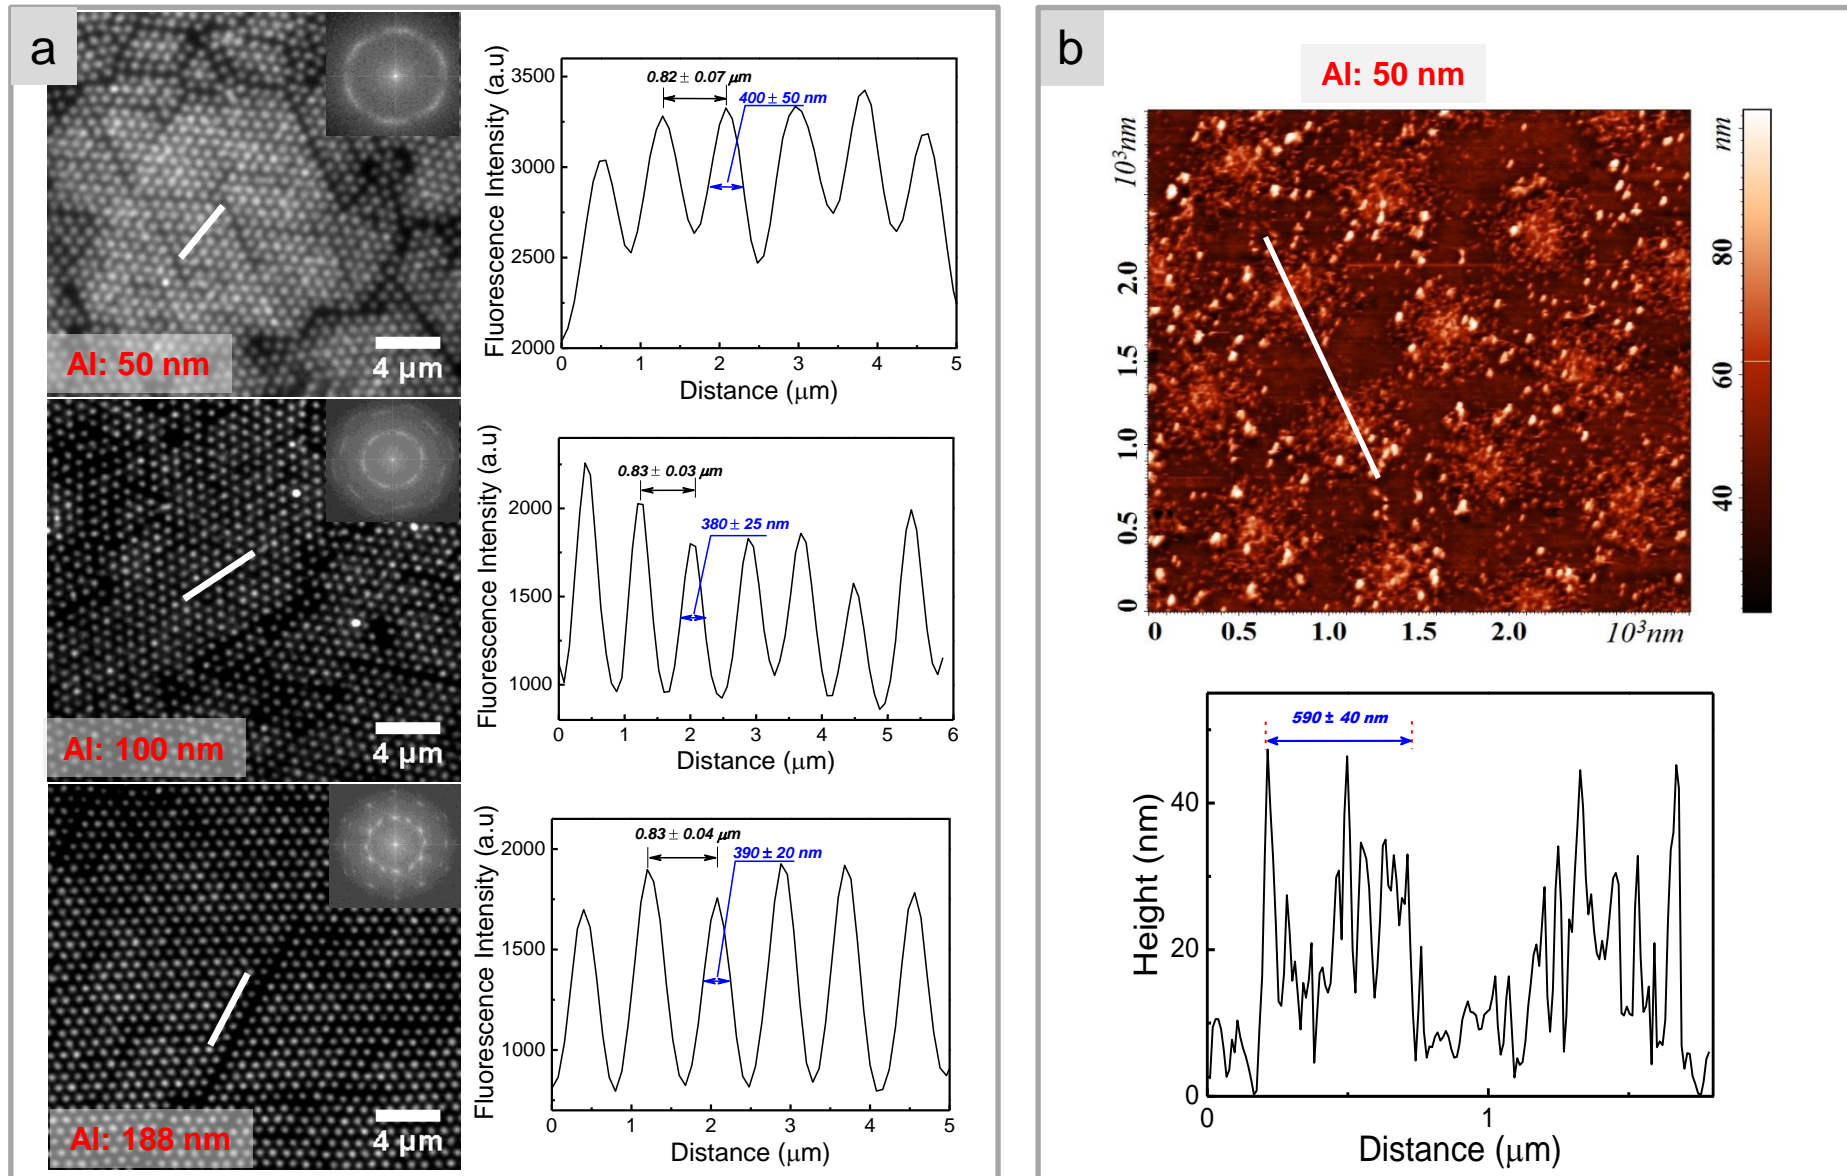 a
Al: 50 nm
4 µm
Fluorescence Intensity (a.u)
3500
3000
2500
2000
0.82 ± 0.07 µm
400 ± 50 nm
0 1 2 3 4 5
Distance (µm)
Al: 100 nm
4 µm
Fluorescence Intensity (a.u)
2000
1500
1000
0.83 ± 0.03 µm
380 ± 25 nm
0 1 2 3 4 5 6
Distance (µm)
Al: 188 nm
4 µm
Fluorescence Intensity (a.u)
2000
1500
1000
0.83 ± 0.04 µm
390 ± 20 nm
0 1 2 3 4 5
Distance (µm)
b
Al: 50 nm
10³nm
2.0
1.5
1.0
0.5
0
0 0.5 1.0 1.5 2.0 10³nm
nm
80
60
40
590 ± 40 nm
Height (nm)
40
20
0
0 1
Distance (µm)